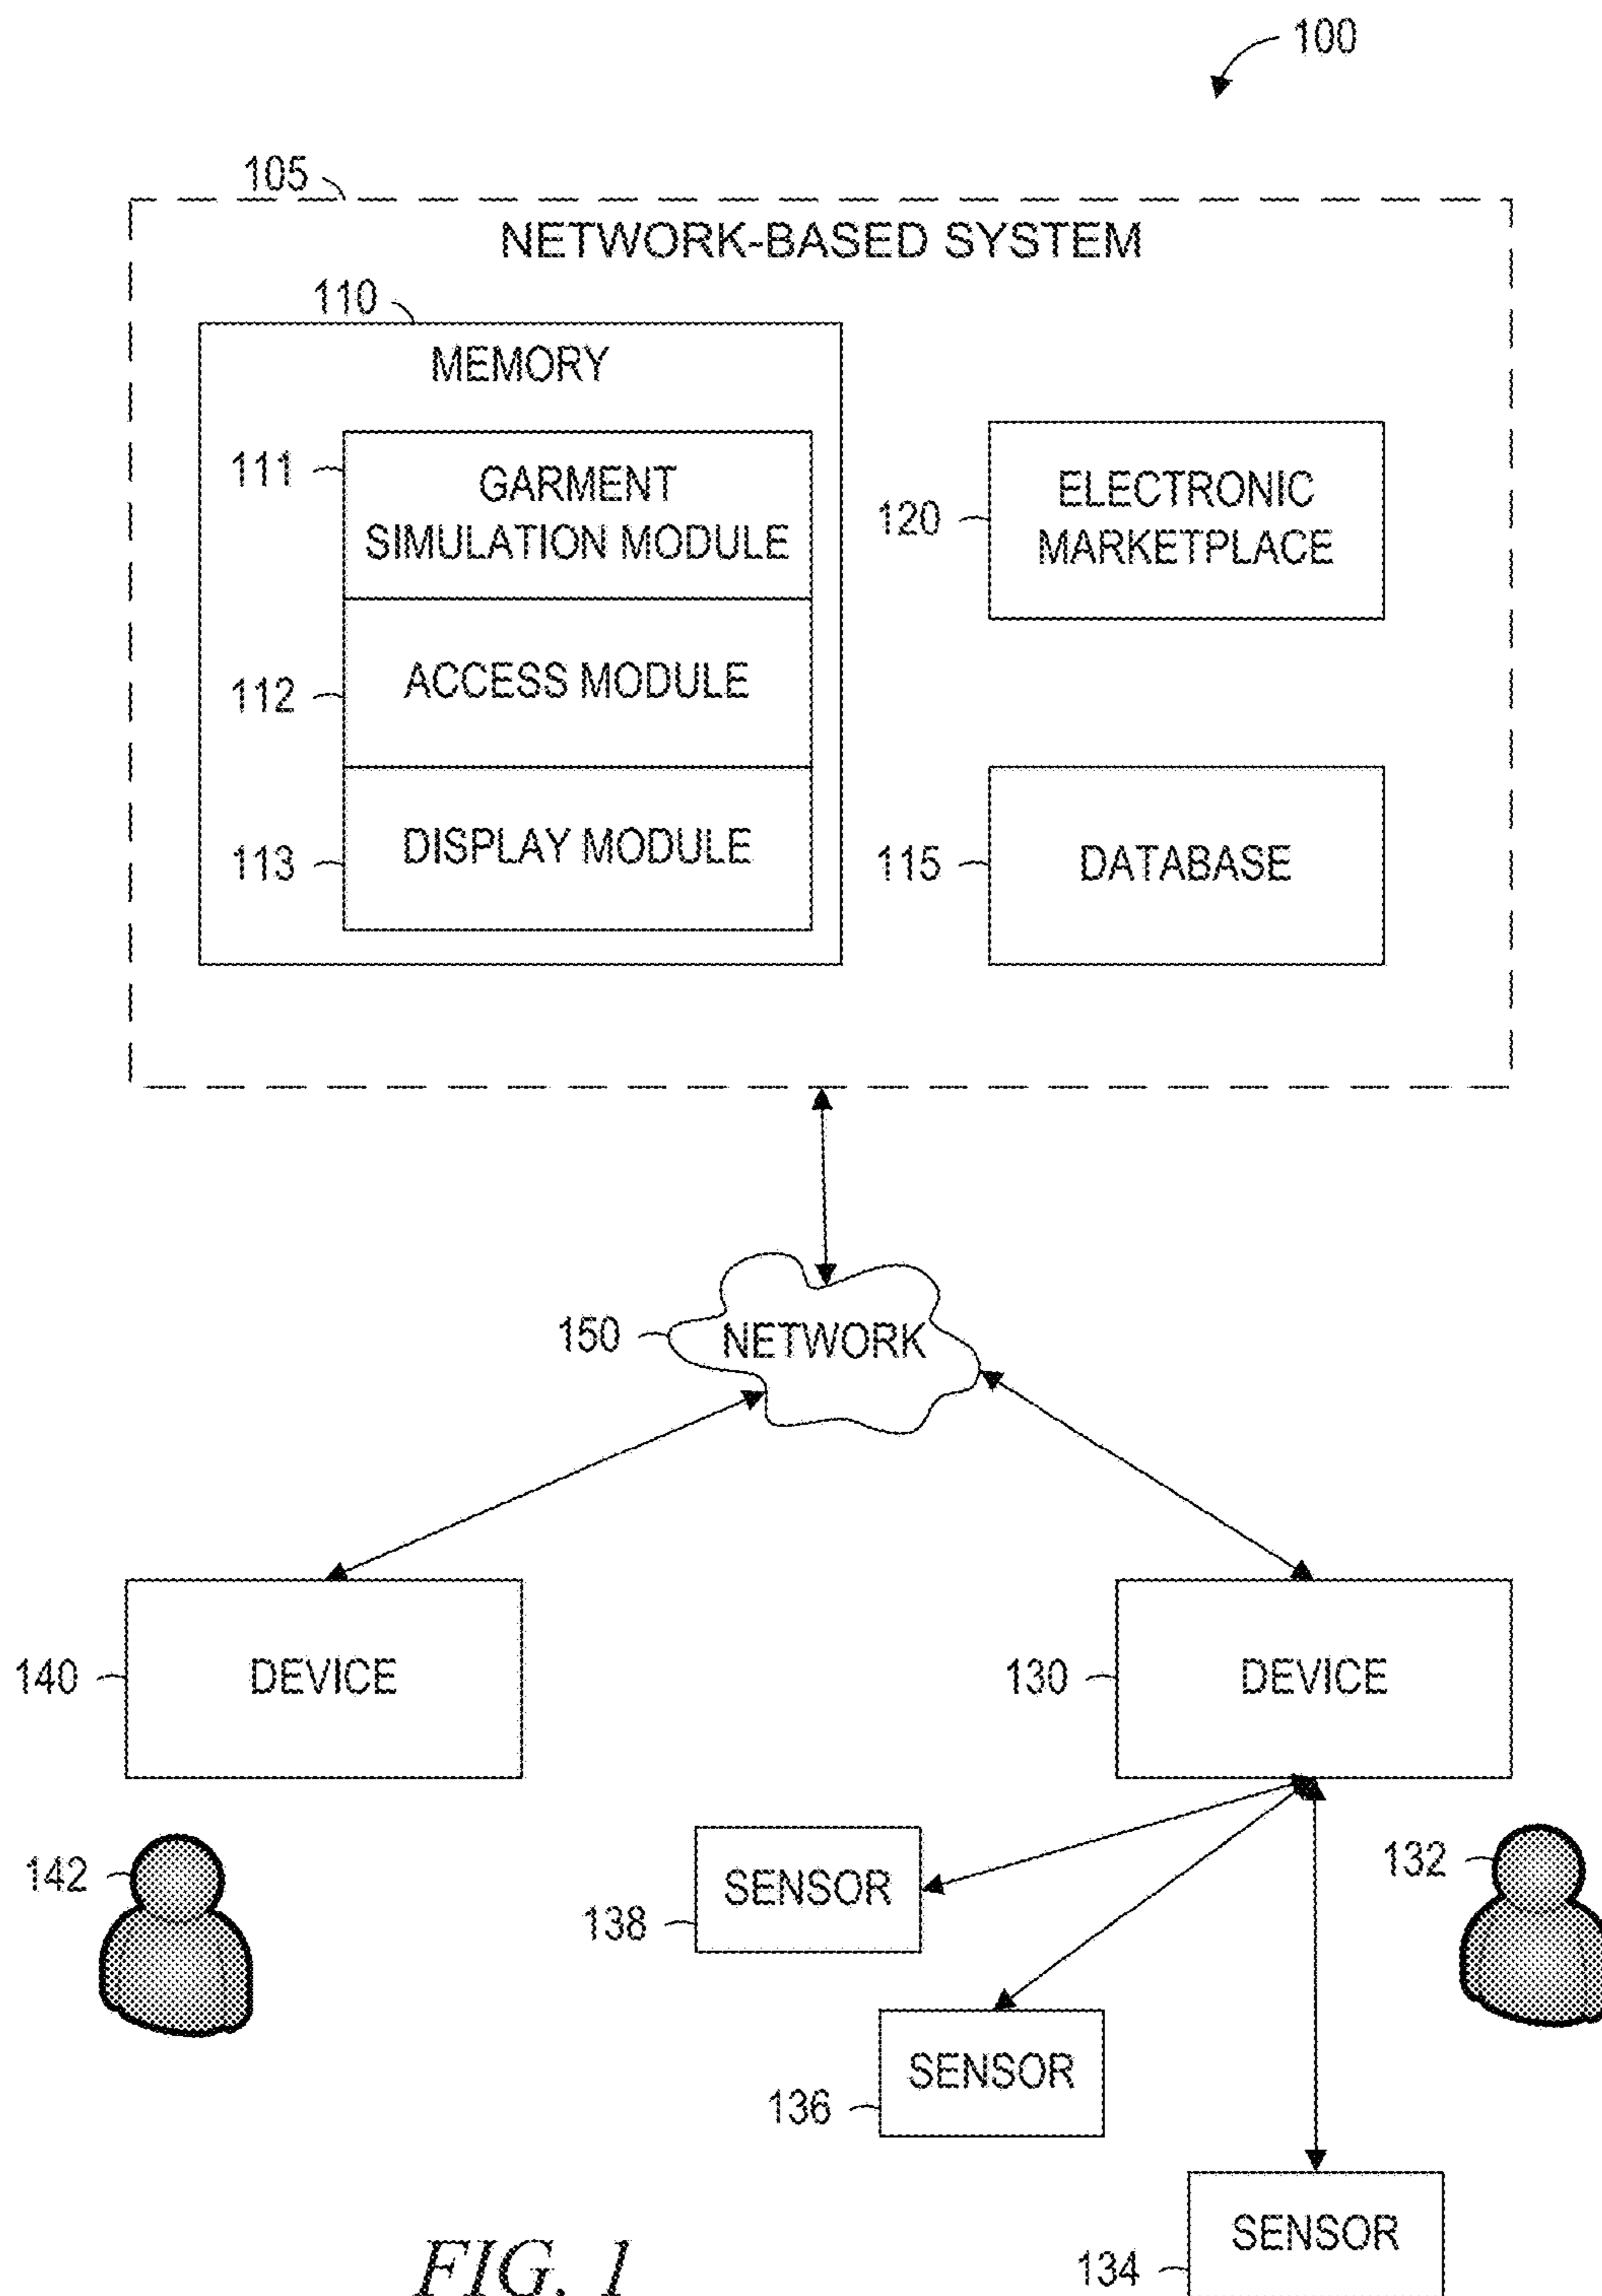 100
105
NETWORK-BASED SYSTEM
110
MEMORY
111
GARMENT
SIMULATION MODULE
120
ELECTRONIC
MARKETPLACE
112
ACCESS MODULE
113
DISPLAY MODULE
115
DATABASE
150
NETWORK
140
DEVICE
130
DEVICE
142
132
138
SENSOR
136
SENSOR
134
SENSOR
FIG. 1